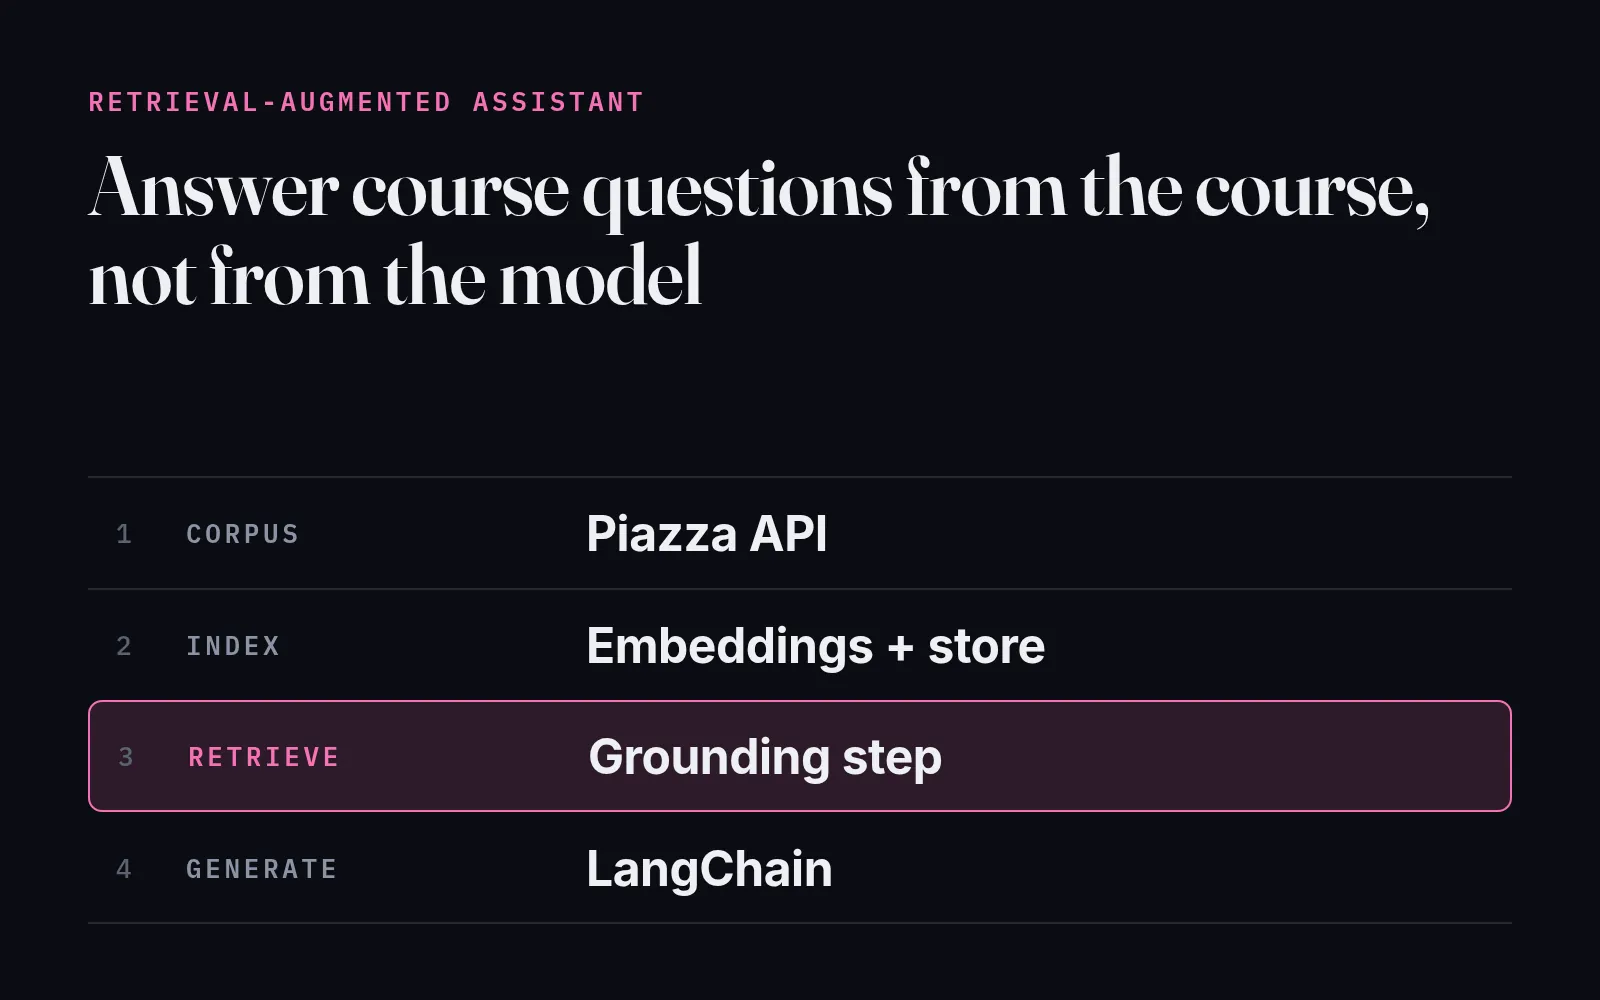 RETRIEVAL-AUGMENTED ASSISTANT
Answer course questions from the course,
not from the model
1 CORPUS Piazza API
2 INDEX Embeddings + store
3 RETRIEVE Grounding step
4 GENERATE LangChain